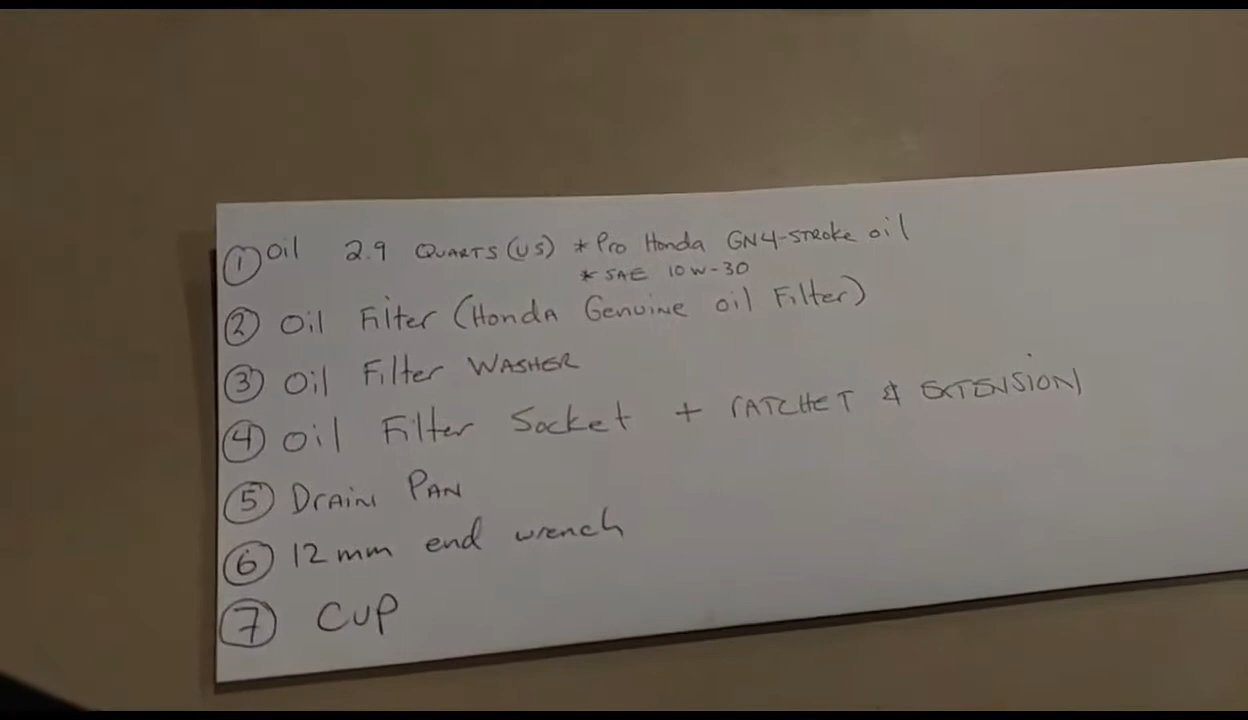 ① oil 2.9 QUARTS (US) * Pro Honda GN4-STROKE oil
* SAE 10W-30
② Oil Filter (Honda Genuine oil Filter)
③ Oil Filter WASHER
④ Oil Filter Socket + RATCHET & EXTENSION
⑤ Drain PAN
⑥ 12mm end wrench
⑦ CUP